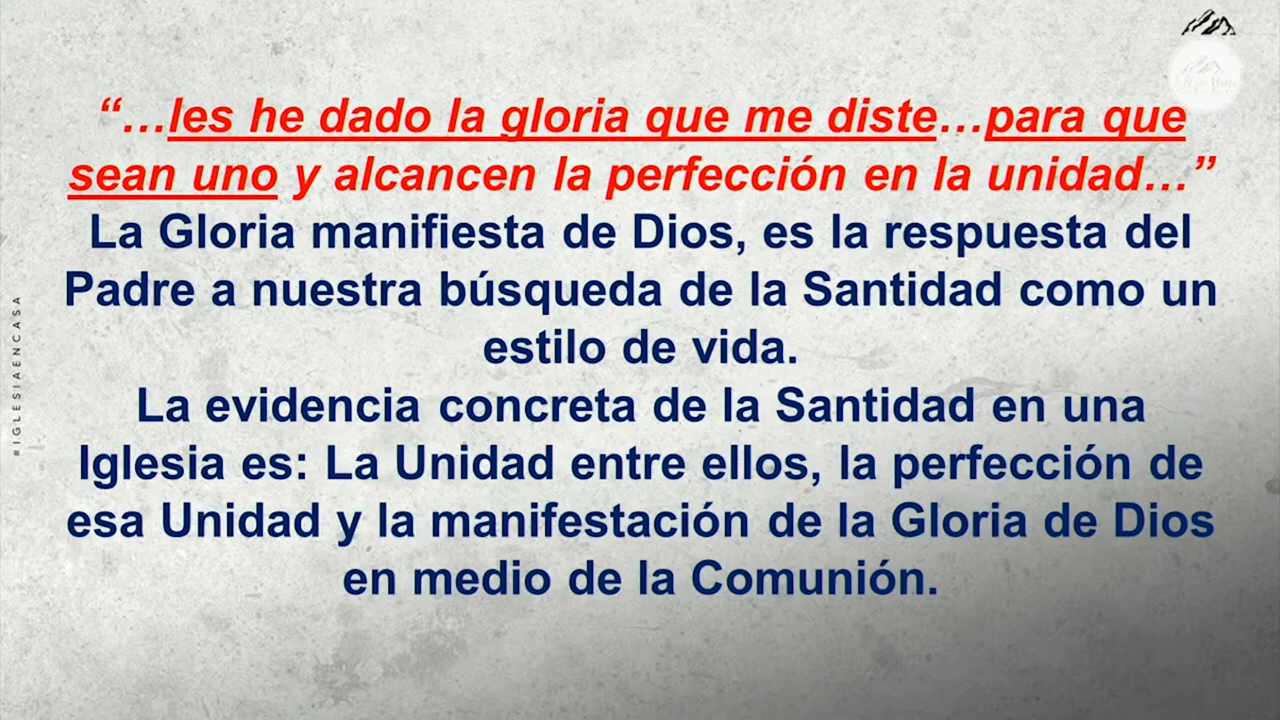 “...les he dado la gloria que me diste...para que
sean uno y alcancen la perfección en la unidad...”
La Gloria manifiesta de Dios, es la respuesta del
Padre a nuestra búsqueda de la Santidad como un
estilo de vida.
La evidencia concreta de la Santidad en una
Iglesia es: La Unidad entre ellos, la perfección de
esa Unidad y la manifestación de la Gloria de Dios
en medio de la Comunión.
#IGLESIAENCASA